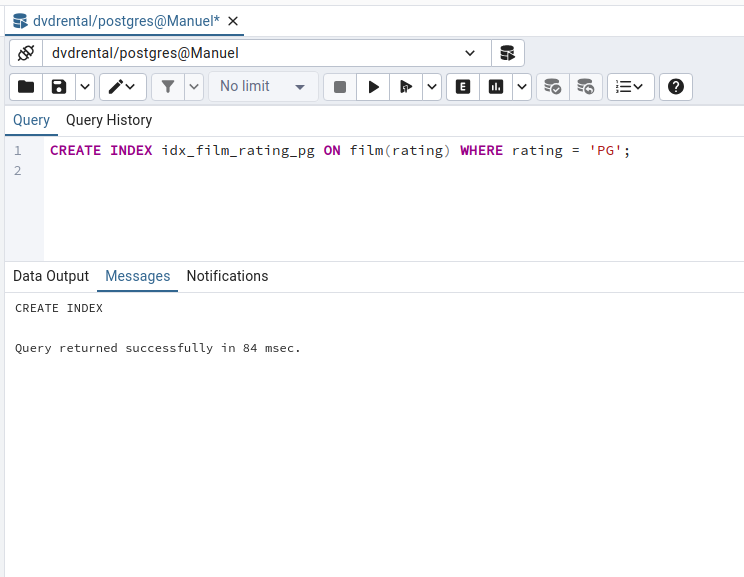 dvdrental/postgres@Manuel*
dvdrental/postgres@Manuel
No limit
E
Query Query History
1 CREATE INDEX idx_film_rating_pg ON film(rating) WHERE rating = 'PG';
2
Data Output Messages Notifications
CREATE INDEX
Query returned successfully in 84 msec.